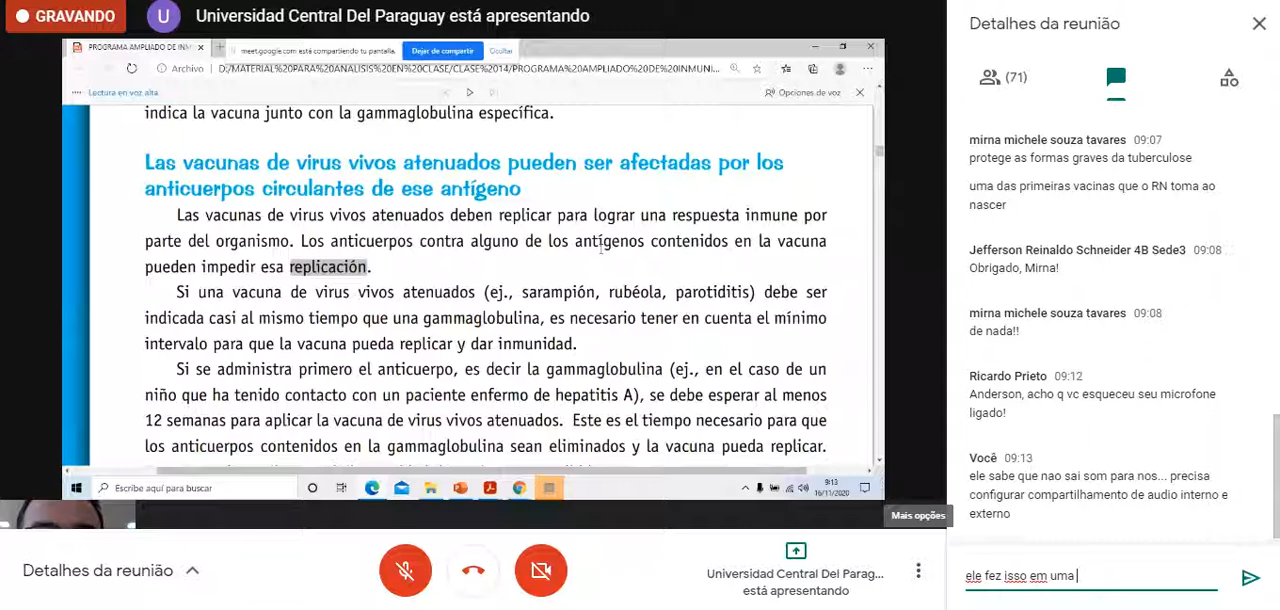 GRAVANDO
U
Universidad Central Del Paraguay está apresentando
PROGRAMA AMPLIADO DE INM
meet.google.com está compartiendo tu pantalla.
Dejar de compartir
Ocultar
Archivo
D:/MATERIAL%20PARA%20ANALISIS%20EN%20CLASE/CLASE%2014/PROGRAMA%20AMPLIADO%20DE%20INMUNI...
Lectura en voz alta
Opciones de voz
indica la vacuna junto con la gammaglobulina específica.
Las vacunas de virus vivos atenuados pueden ser afectadas por los
anticuerpos circulantes de ese antígeno
Las vacunas de virus vivos atenuados deben replicar para lograr una respuesta inmune por
parte del organismo. Los anticuerpos contra alguno de los antígenos contenidos en la vacuna
pueden impedir esa replicación.
Si una vacuna de virus vivos atenuados (ej., sarampión, rubéola, parotiditis) debe ser
indicada casi al mismo tiempo que una gammaglobulina, es necesario tener en cuenta el mínimo
intervalo para que la vacuna pueda replicar y dar inmunidad.
Si se administra primero el anticuerpo, es decir la gammaglobulina (ej., en el caso de un
niño que ha tenido contacto con un paciente enfermo de hepatitis A), se debe esperar al menos
12 semanas para aplicar la vacuna de virus vivos atenuados. Este es el tiempo necesario para que
los anticuerpos contenidos en la gammaglobulina sean eliminados y la vacuna pueda replicar.
Escribe aquí para buscar
9:13
16/11/2020
Mais opções
Detalhes da reunião
Universidad Central Del Parag...
está apresentando
Detalhes da reunião
(71)
mirna michele souza tavares 09:07
protege as formas graves da tuberculose
uma das primeiras vacinas que o RN toma ao
nascer
Jefferson Reinaldo Schneider 4B Sede3 09:08
Obrigado, Mirna!
mirna michele souza tavares 09:08
de nada!!
Ricardo Prieto 09:12
Anderson, acho q vc esqueceu seu microfone
ligado!
Você 09:13
ele sabe que nao sai som para nos... precisa
configurar compartilhamento de audio interno e
externo
ele fez isso em uma